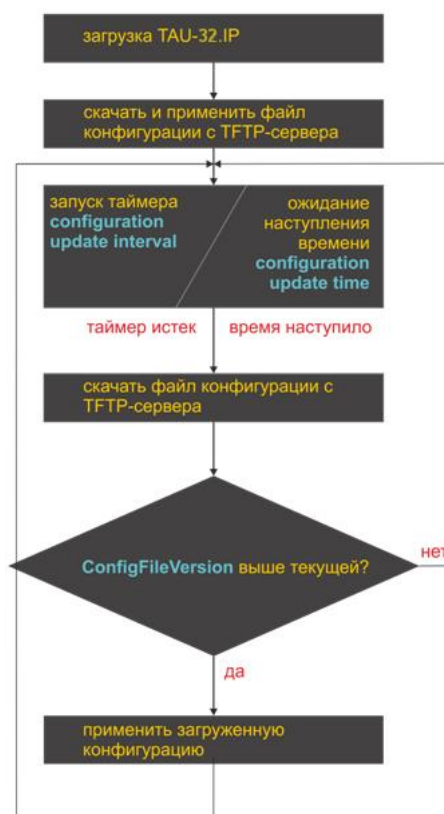 загрузка TAU-32.IP
скачать и применить файл
конфигурации с TFTP-сервера
запуск таймера
configuration
update interval
ожидание
наступления
времени
configuration
update time
таймер истек
время наступило
скачать файл конфигурации с
TFTP-сервера
ConfigFileVersion выше текущей?
нет
да
применить загруженную
конфигурацию